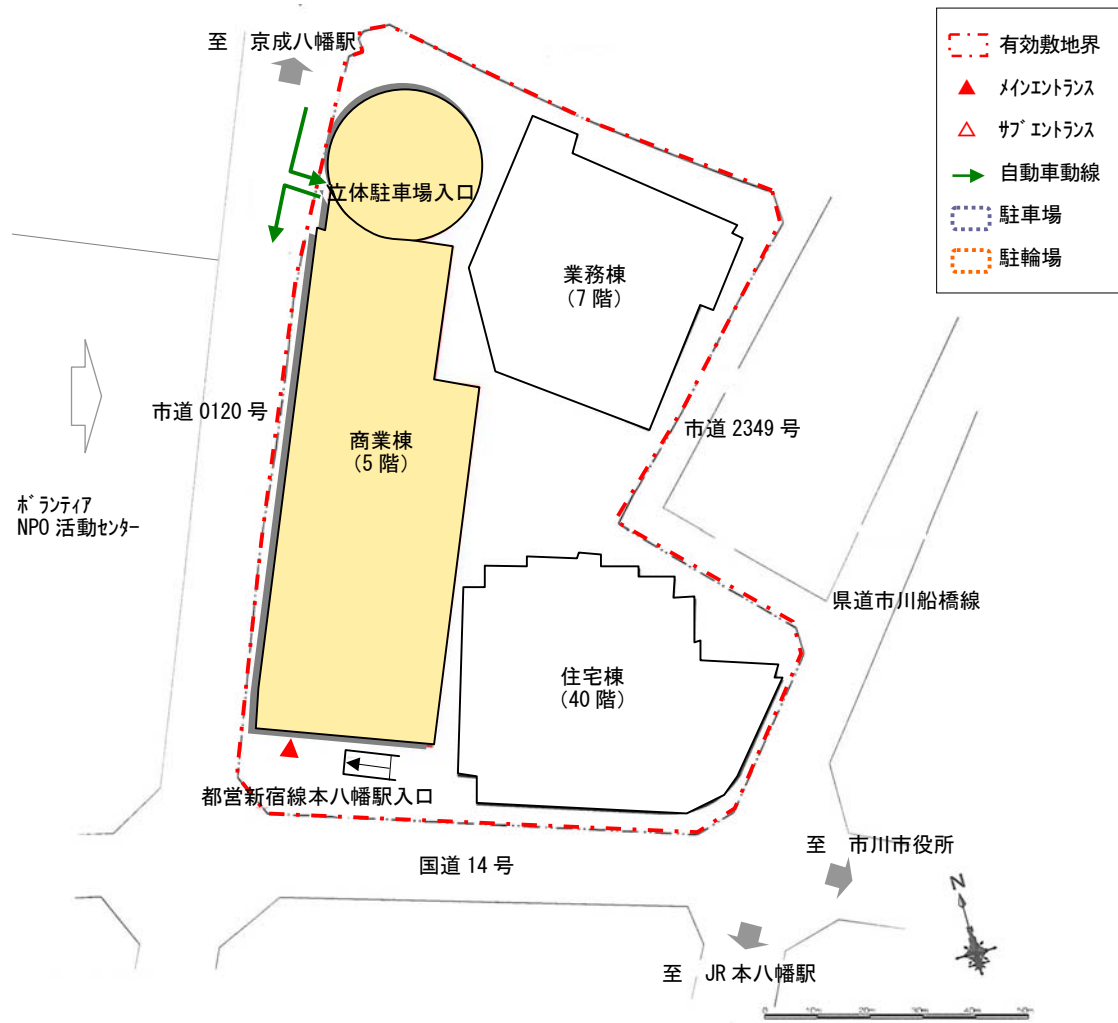 至 京成八幡駅
有効敷地界
ﾒｲﾝｴﾝﾄﾗﾝｽ
ｻﾌﾞｴﾝﾄﾗﾝｽ
自動車動線
駐車場
駐輪場
立体駐車場入口
業務棟
(7 階)
市道 0120 号
商業棟
(5 階)
市道 2349 号
ﾎﾞﾗﾝﾃｨｱ
NPO 活動ｾﾝﾀｰ
県道市川船橋線
住宅棟
(40 階)
都営新宿線本八幡駅入口
国道 14 号
至 市川市役所
N
至 JR 本八幡駅